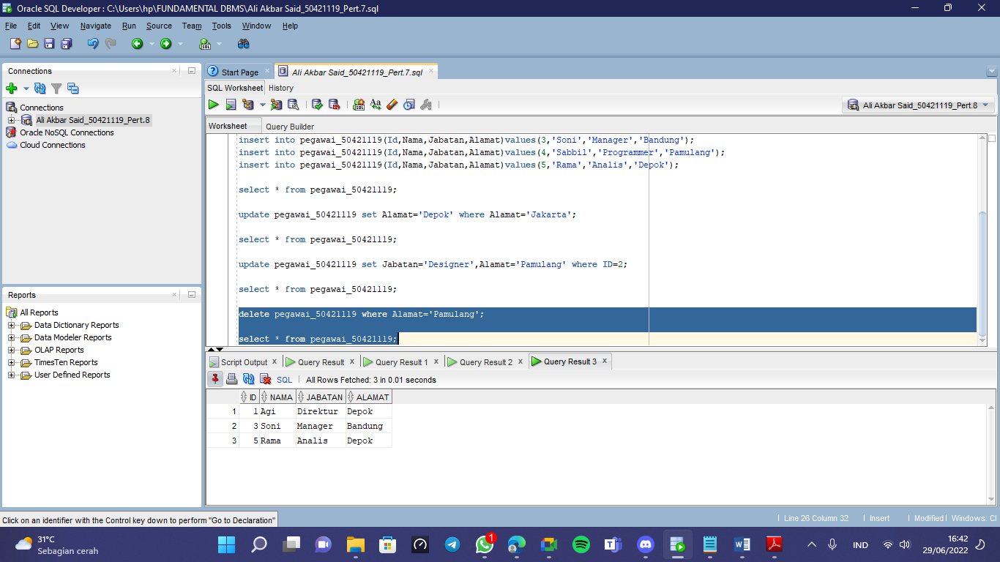 Oracle SQL Developer : C:\Users\hp\FUNDAMENTAL DBMS\Ali Akbar Said_50421119_Pert.7.sql
File Edit View Navigate Run Source Team Tools Window Help
Connections
Connections
Ali Akbar Said_50421119_Pert.8
Oracle NoSQL Connections
Cloud Connections
Reports
All Reports
Data Dictionary Reports
Data Modeler Reports
OLAP Reports
TimesTen Reports
User Defined Reports
Start Page Ali Akbar Said_50421119_Pert.7.sql
SQL Worksheet History
Ali Akbar Said_50421119_Pert.8
Worksheet Query Builder
insert into pegawai_50421119(Id,Nama,Jabatan,Alamat)values(3,'Soni','Manager','Bandung');
insert into pegawai_50421119(Id,Nama,Jabatan,Alamat)values(4,'Sabbil','Programmer','Pamulang');
insert into pegawai_50421119(Id,Nama,Jabatan,Alamat)values(5,'Rama','Analis','Depok');
select * from pegawai_50421119;
update pegawai_50421119 set Alamat='Depok' where Alamat='Jakarta';
select * from pegawai_50421119;
update pegawai_50421119 set Jabatan='Designer',Alamat='Pamulang' where ID=2;
select * from pegawai_50421119;
delete pegawai_50421119 where Alamat='Pamulang';
select * from pegawai_50421119;
Script Output Query Result Query Result 1 Query Result 2 Query Result 3
SQL All Rows Fetched: 3 in 0.01 seconds
ID NAMA JABATAN ALAMAT
1 1 Agi Direktur Depok
2 3 Soni Manager Bandung
3 5 Rama Analis Depok
Click on an identifier with the Control key down to perform "Go to Declaration"
Line 26 Column 32 Insert Modified Windows: Cl
31°C
Sebagian cerah
1
IND
16:42
29/06/2022